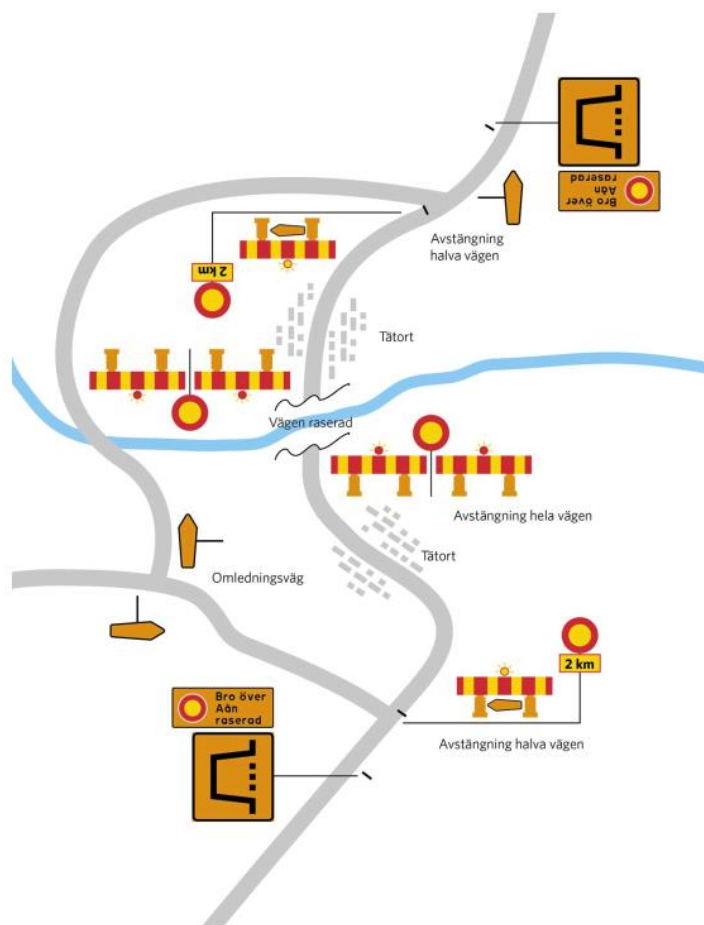 Bro över
Aån
raserad
Avstängning
halva vägen
2 km
Tätort
Vägen raserad
Avstängning hela vägen
Tätort
Omledningsväg
2 km
Bro över
Aån
raserad
Avstängning halva vägen